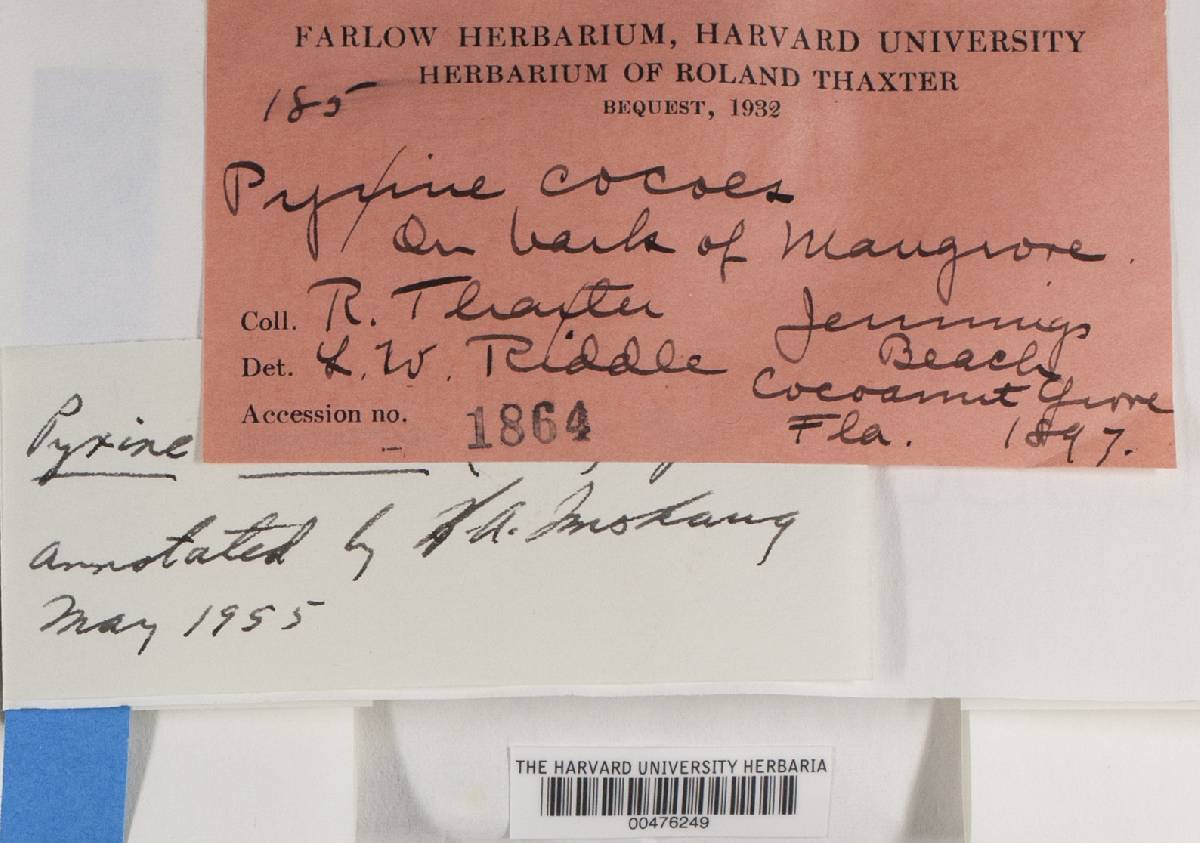 FARLOW HERBARIUM, HARVARD UNIVERSITY
HERBARIUM OF ROLAND THAXTER
BEQUEST, 1932
185
Pyxine cocoes
On bark of Mangrove.
Coll. R. Thaxter
Det. L. W. Riddle
Jennings
Beach
Cocoanut Grove
Fla. 1897.
Accession no. 1864
Pyxine
annotated by H A. Imshaug
May 1955
THE HARVARD UNIVERSITY HERBARIA
00476249